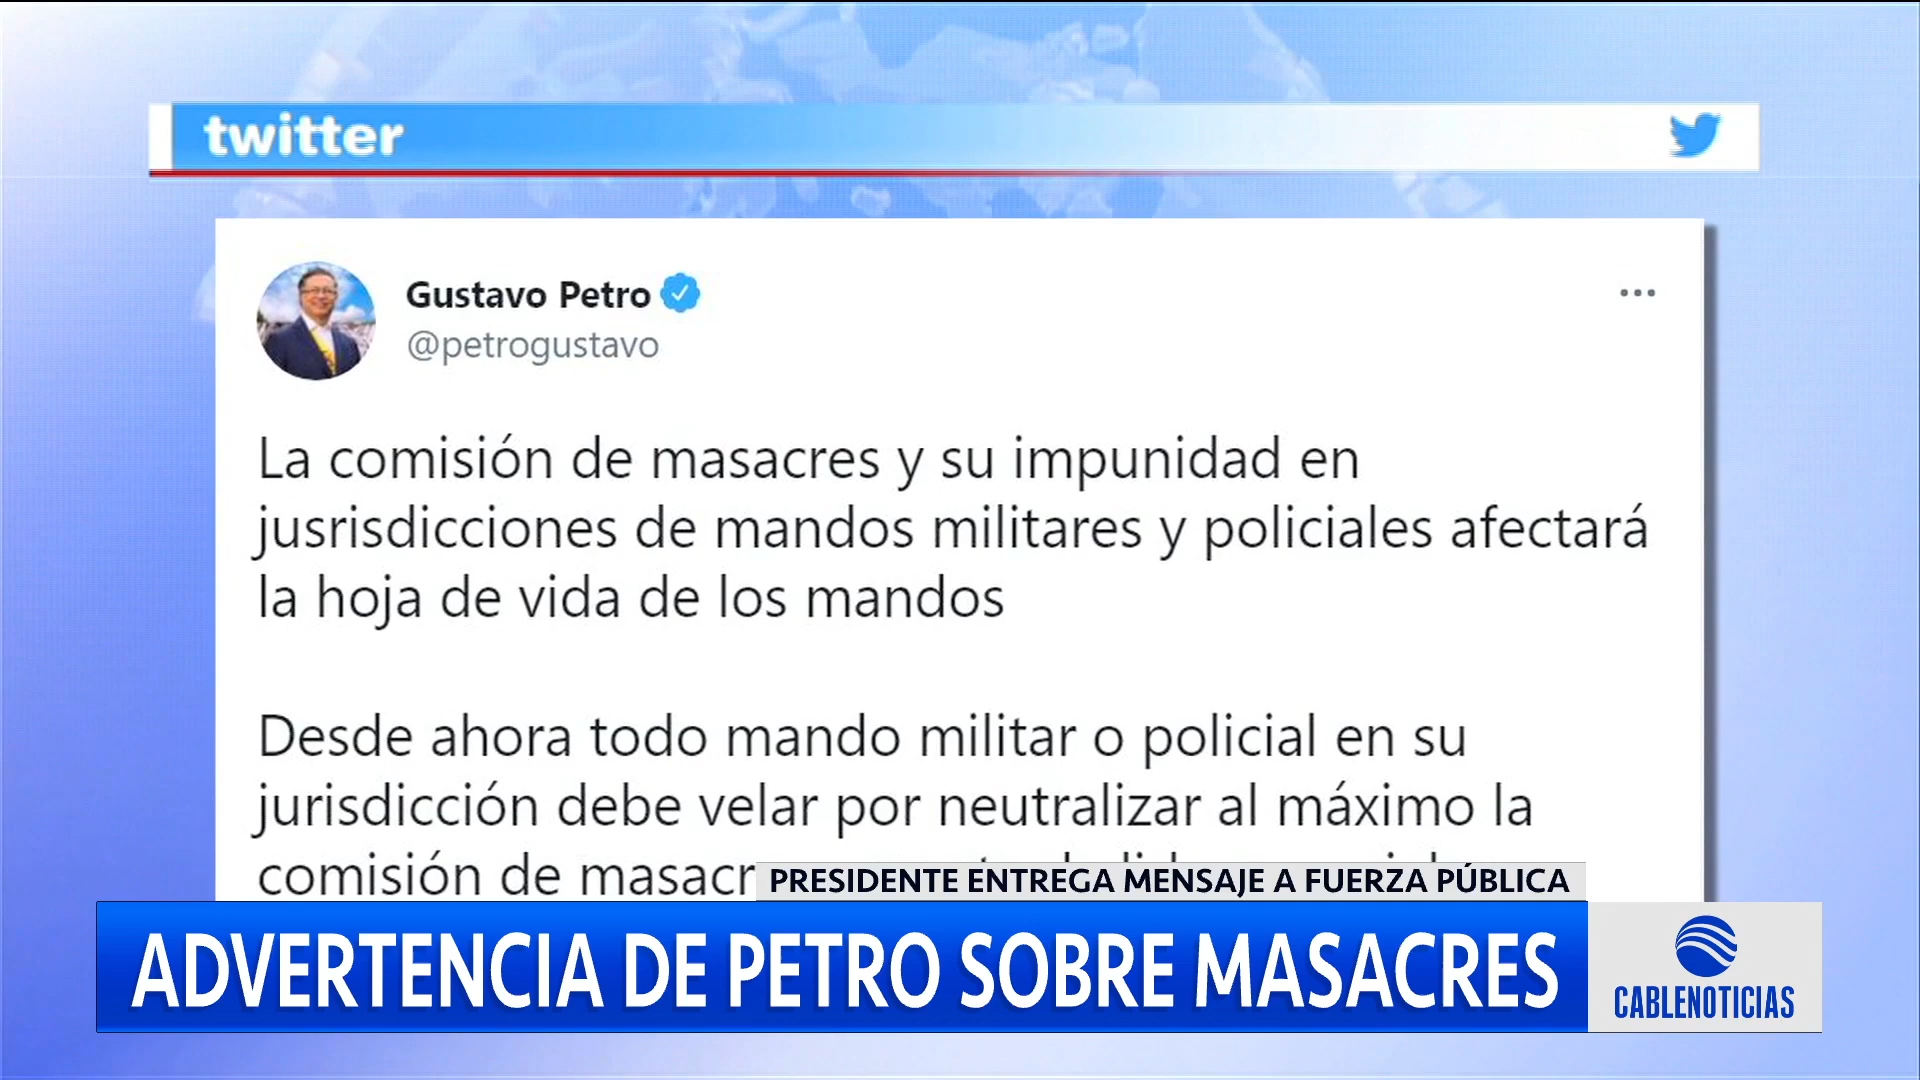 twitter
Gustavo Petro
@petrogustavo
La comisión de masacres y su impunidad en
jusrisdicciones de mandos militares y policiales afectará
la hoja de vida de los mandos
Desde ahora todo mando militar o policial en su
jurisdicción debe velar por neutralizar al máximo la
comisión de
PRESIDENTE ENTREGA MENSAJE A FUERZA PÚBLICA
ADVERTENCIA DE PETRO SOBRE MASACRES
CABLENOTICIAS